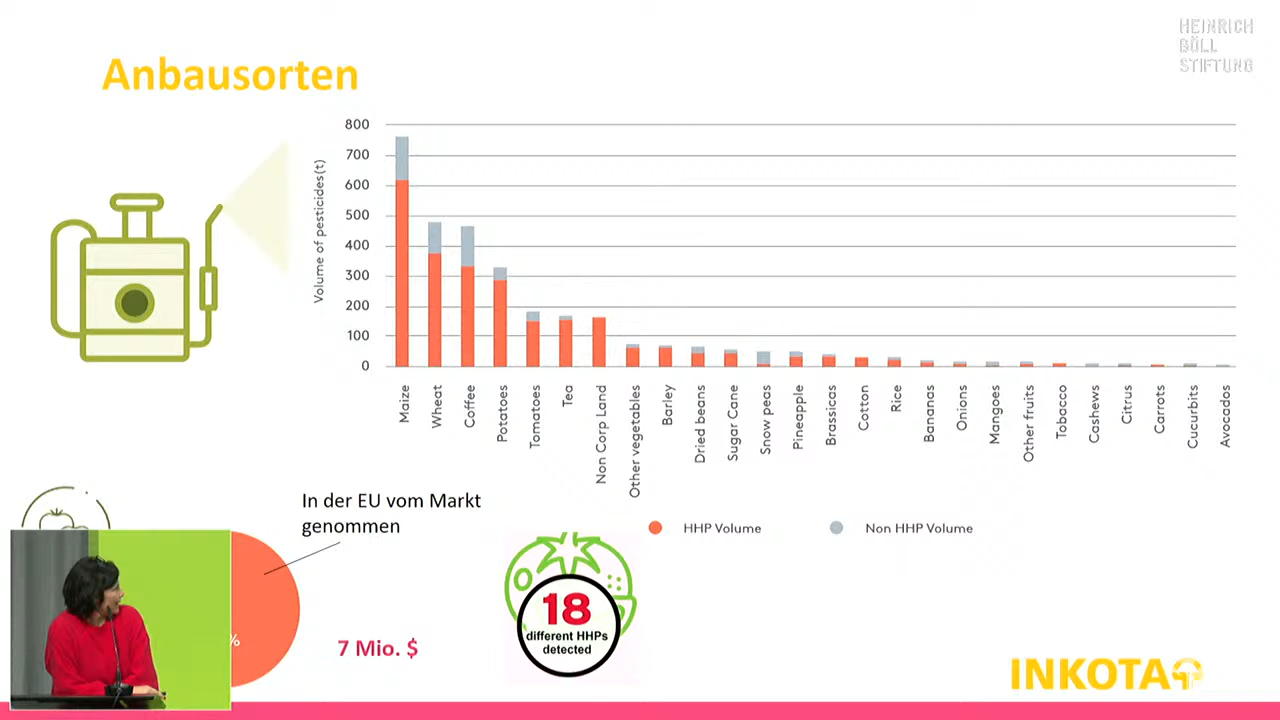 HEINRICH
BÖLL
STIFTUNG
Anbausorten
Volume of pesticides(t)
800
700
600
500
400
300
200
100
0
Maize
Wheat
Coffee
Potatoes
Tomatoes
Tea
Non Corp Land
Other vegetables
Barley
Dried beans
Sugar Cane
Snow peas
Pineapple
Brassicas
Cotton
Rice
Bananas
Onions
Mangoes
Other fruits
Tobacco
Cashews
Citrus
Carrots
Cucurbits
Avocados
HHP Volume
Non HHP Volume
In der EU vom Markt
genommen
%
7 Mio. $
18
different HHPs
detected
INKOTA